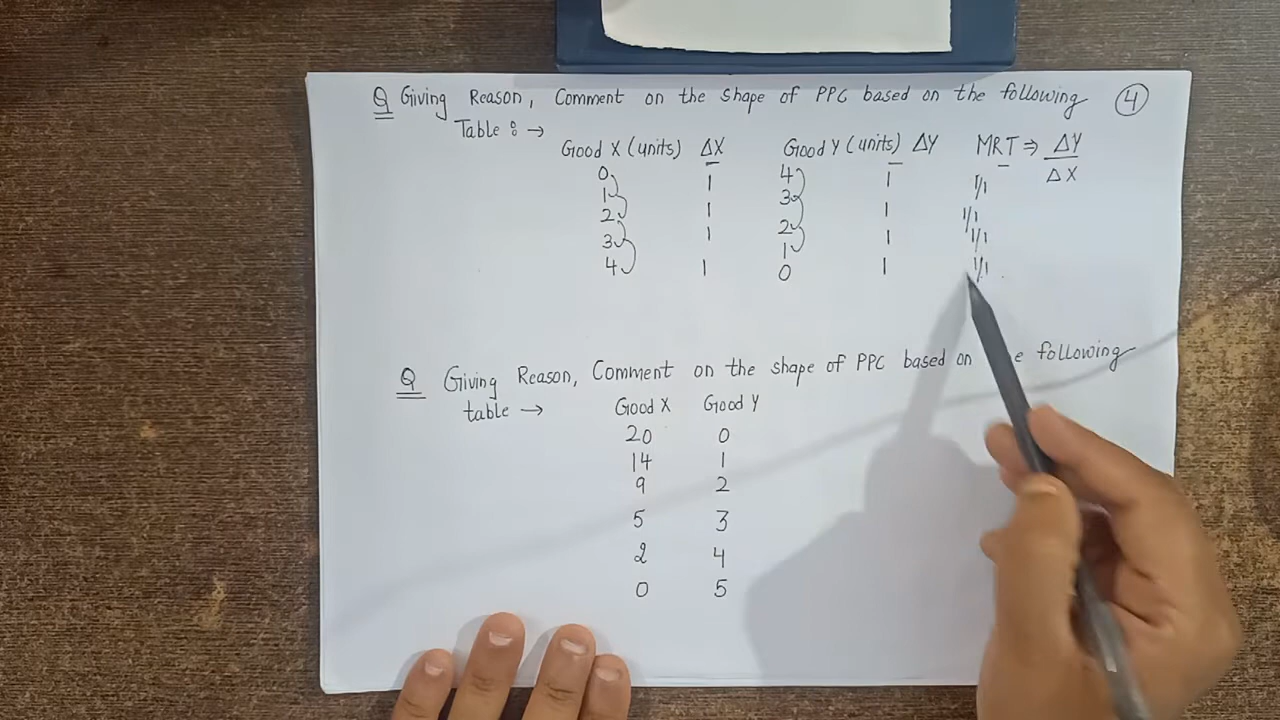 Q Giving Reason, Comment on the shape of PPC based on the following (4)
Table :→
Good X (units) ΔX Good Y (units) ΔY MRT ⇒ ΔY/ΔX
0 4
1 1 3 1 1/1
2 1 2 1 1/1
3 1 1 1 1/1
4 1 0 1 1/1
Q Giving Reason, Comment on the shape of PPC based on e following
table →
Good X Good Y
20 0
14 1
9 2
5 3
2 4
0 5